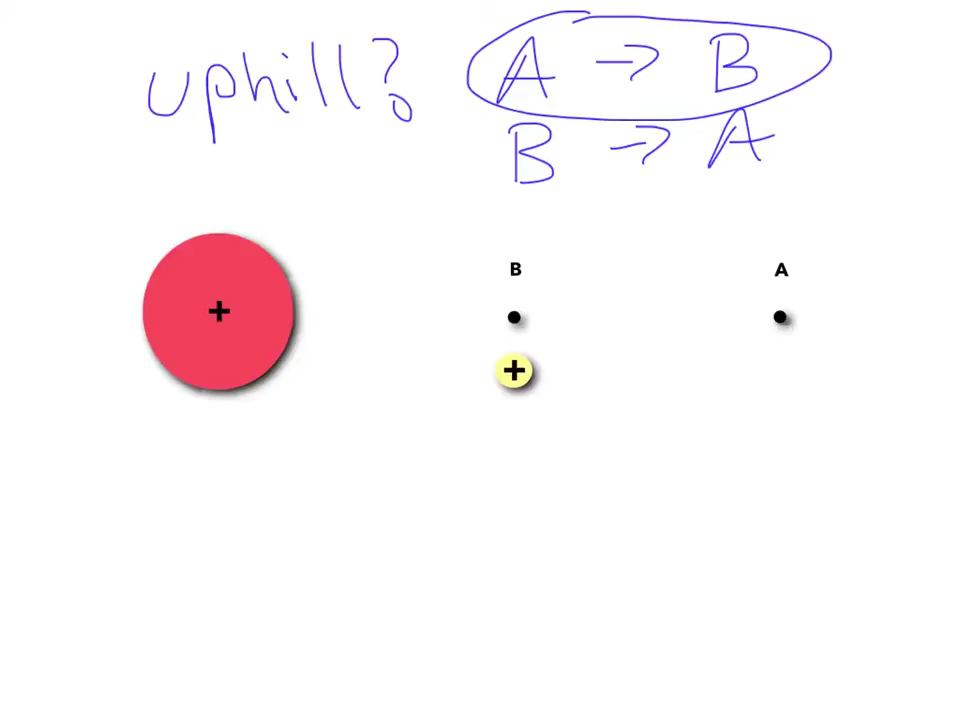 uphill? A → B
B → A
B A
+
+